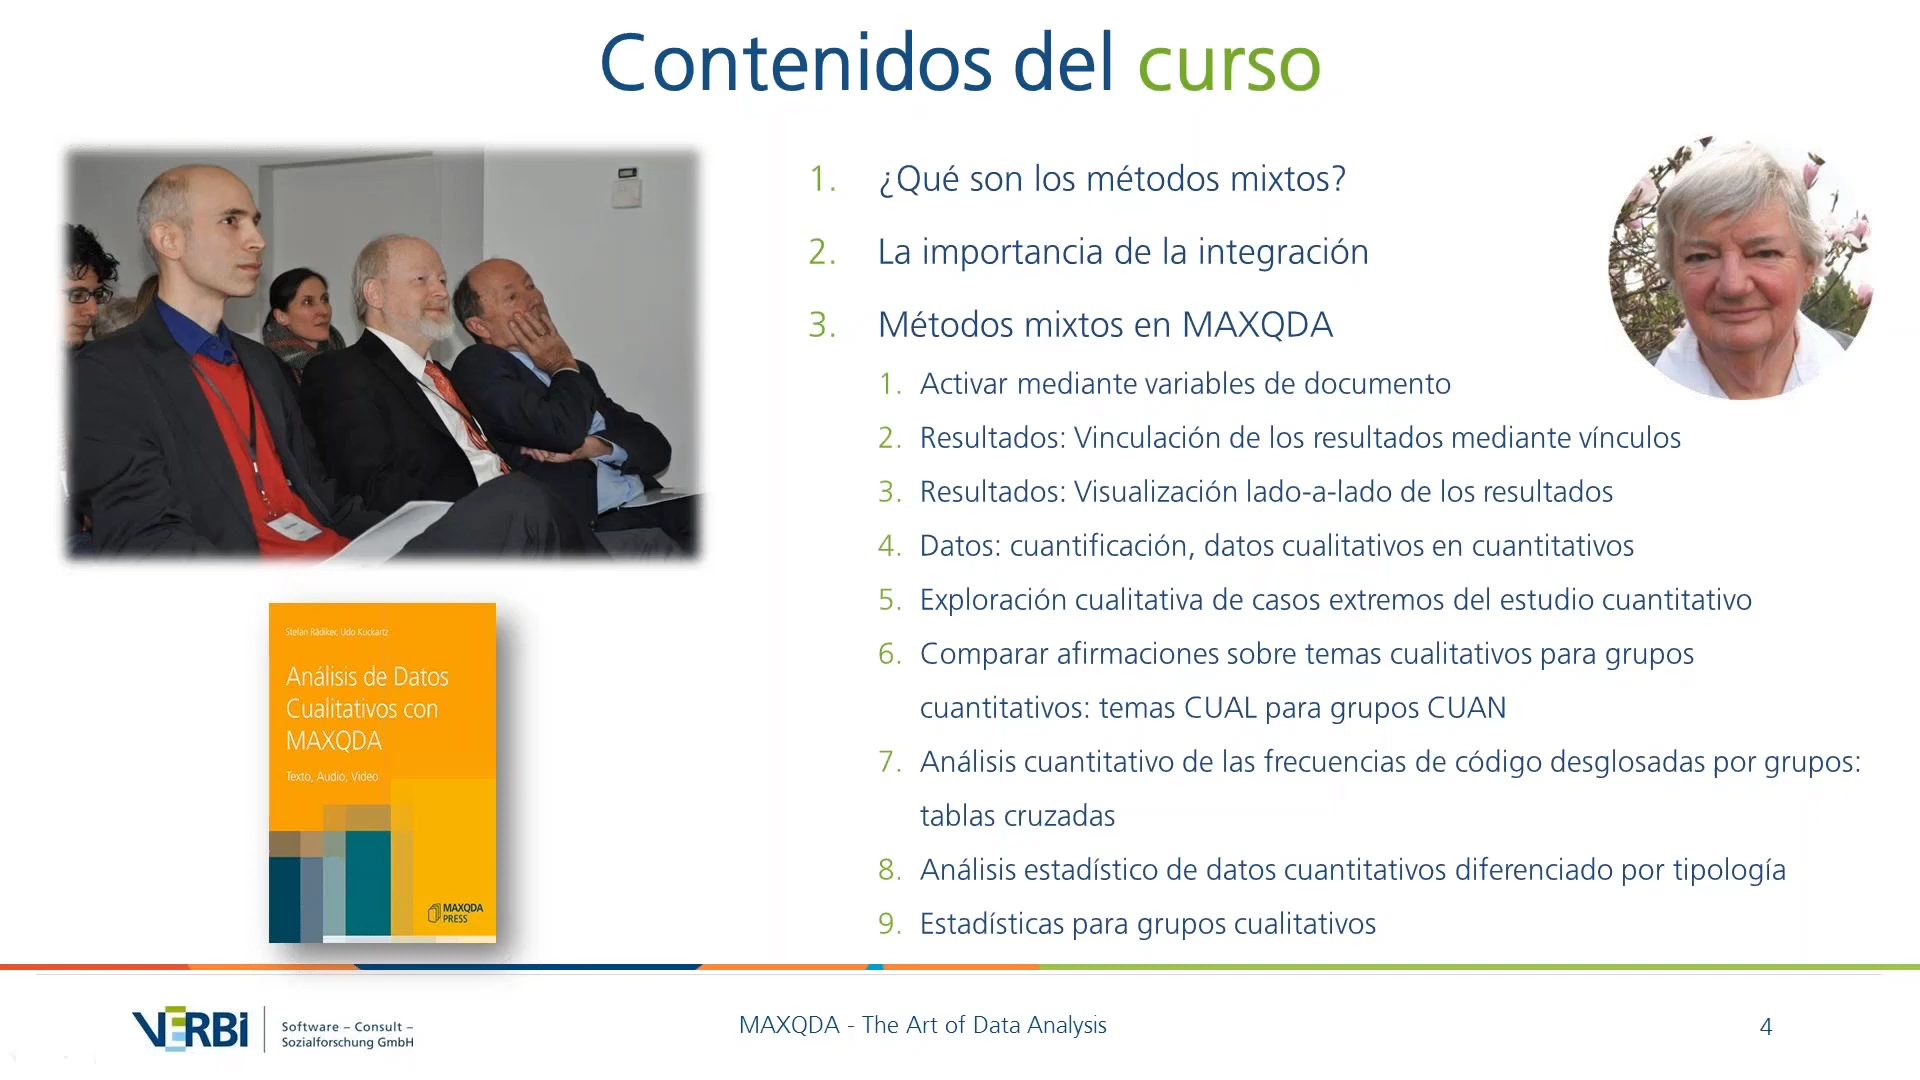 Contenidos del curso
1. ¿Qué son los métodos mixtos?
2. La importancia de la integración
3. Métodos mixtos en MAXQDA
1. Activar mediante variables de documento
2. Resultados: Vinculación de los resultados mediante vínculos
3. Resultados: Visualización lado-a-lado de los resultados
4. Datos: cuantificación, datos cualitativos en cuantitativos
5. Exploración cualitativa de casos extremos del estudio cuantitativo
6. Comparar afirmaciones sobre temas cualitativos para grupos
cuantitativos: temas CUAL para grupos CUAN
7. Análisis cuantitativo de las frecuencias de código desglosadas por grupos:
tablas cruzadas
8. Análisis estadístico de datos cuantitativos diferenciado por tipología
9. Estadísticas para grupos cualitativos
Stefan Rädiker, Udo Kuckartz
Análisis de Datos
Cualitativos con
MAXQDA
Texto, Audio, Video
MAXQDA
PRESS
VERBI
Software – Consult –
Sozialforschung GmbH
MAXQDA - The Art of Data Analysis
4